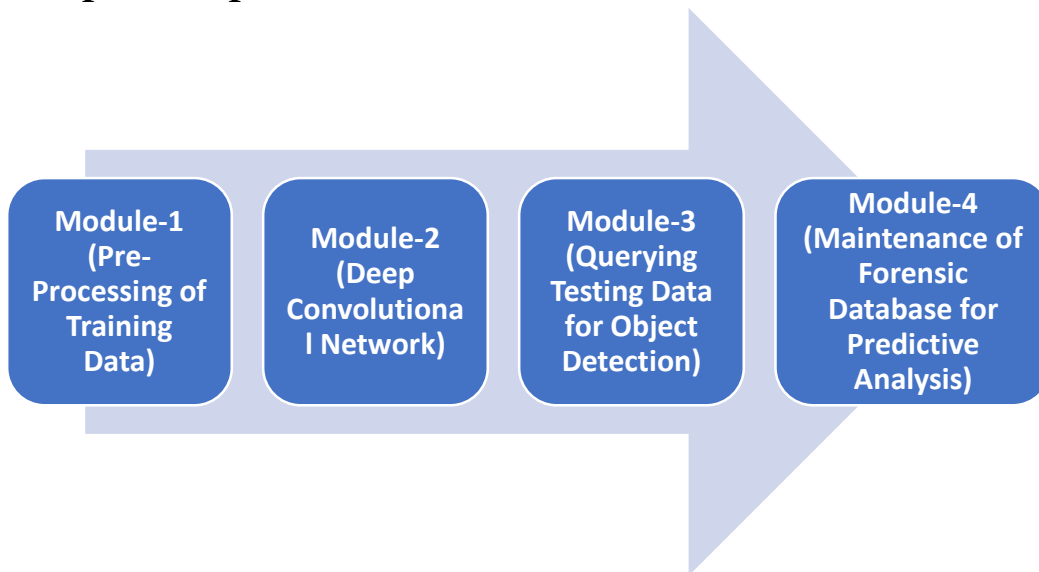 Module-1
(Pre-
Processing of
Training
Data)
Module-2
(Deep
Convolutiona
l Network)
Module-3
(Querying
Testing Data
for Object
Detection)
Module-4
(Maintenance of
Forensic
Database for
Predictive
Analysis)